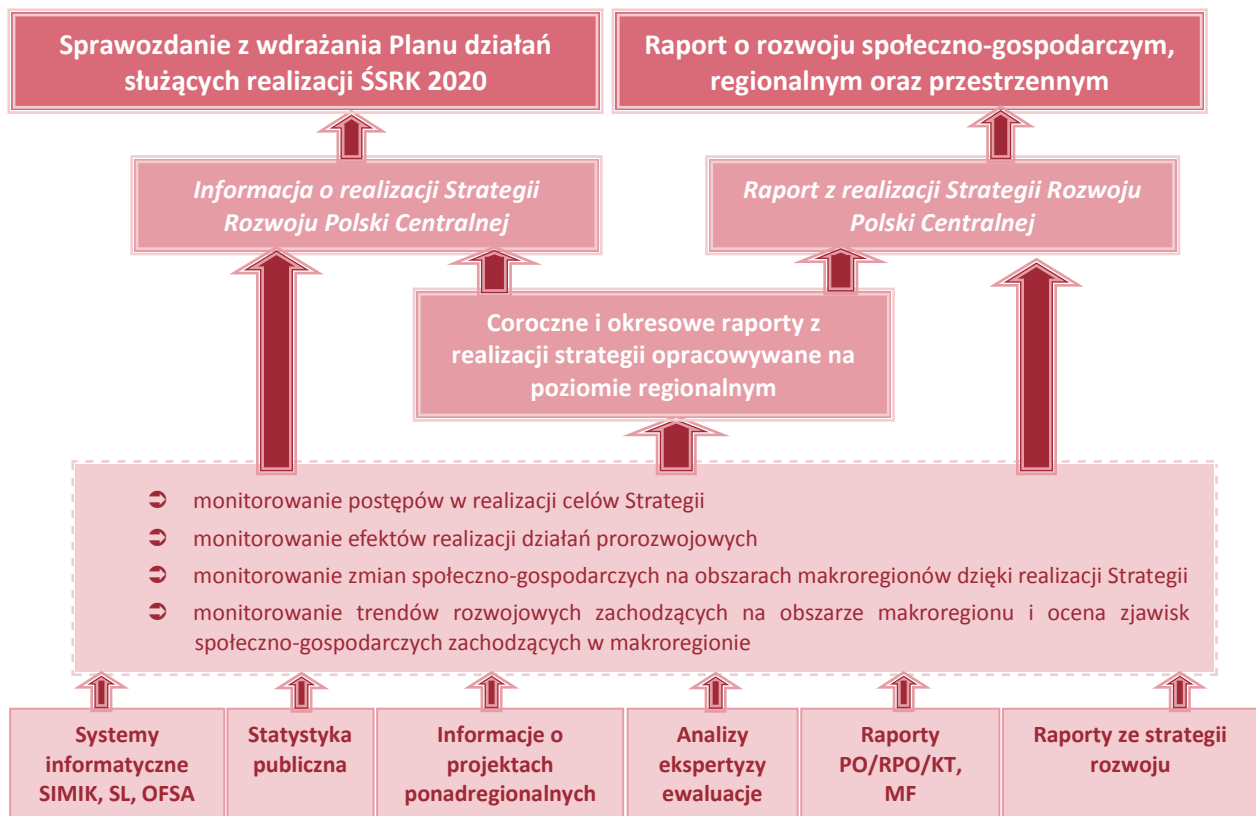 Sprawozdanie z wdrażania Planu działań
służących realizacji ŚSRK 2020
Raport o rozwoju społeczno-gospodarczym,
regionalnym oraz przestrzennym
Informacja o realizacji Strategii
Rozwoju Polski Centralnej
Raport z realizacji Strategii Rozwoju
Polski Centralnej
Coroczne i okresowe raporty z
realizacji strategii opracowywane na
poziomie regionalnym
➲ monitorowanie postępów w realizacji celów Strategii
➲ monitorowanie efektów realizacji działań prorozwojowych
➲ monitorowanie zmian społeczno-gospodarczych na obszarach makroregionów dzięki realizacji Strategii
➲ monitorowanie trendów rozwojowych zachodzących na obszarze makroregionu i ocena zjawisk
społeczno-gospodarczych zachodzących w makroregionie
Systemy
informatyczne
SIMIK, SL, OFSA
Statystyka
publiczna
Informacje o
projektach
ponadregionalnych
Analizy
ekspertyzy
ewaluacje
Raporty
PO/RPO/KT,
MF
Raporty ze strategii
rozwoju